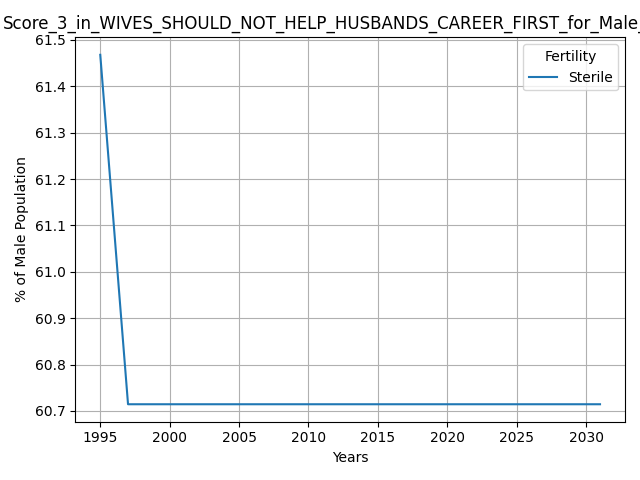 Score_3_in_WIVES_SHOULD_NOT_HELP_HUSBANDS_CAREER_FIRST_for_Male_
Fertility
Sterile
61.5
61.4
61.3
61.2
61.1
61.0
60.9
60.8
60.7
% of Male Population
1995 2000 2005 2010 2015 2020 2025 2030
Years